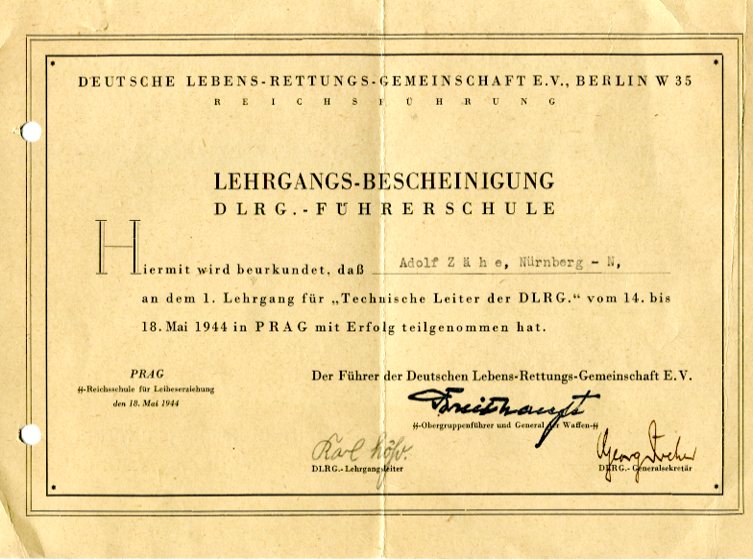 DEUTSCHE LEBENS-RETTUNGS-GEMEINSCHAFT E.V., BERLIN W 35
REICHSFÜHRUNG
LEHRGANGS-BESCHEINIGUNG
DLRG.-FÜHRERSCHULE
Hiermit wird beurkundet, daß Adolf Z ä h e, Nürnberg - N,
an dem 1. Lehrgang für „Technische Leiter der DLRG.“ vom 14. bis
18. Mai 1944 in PRAG mit Erfolg teilgenommen hat.
PRAG
ᛋᛋ-Reichsschule für Leibeserziehung
den 18. Mai 1944
Der Führer der Deutschen Lebens-Rettungs-Gemeinschaft E.V.
Breithaupt
ᛋᛋ-Obergruppenführer und General der Waffen-ᛋᛋ
Karl
DLRG.-Lehrgangsleiter
Georg
DLRG.-Generalsekretär